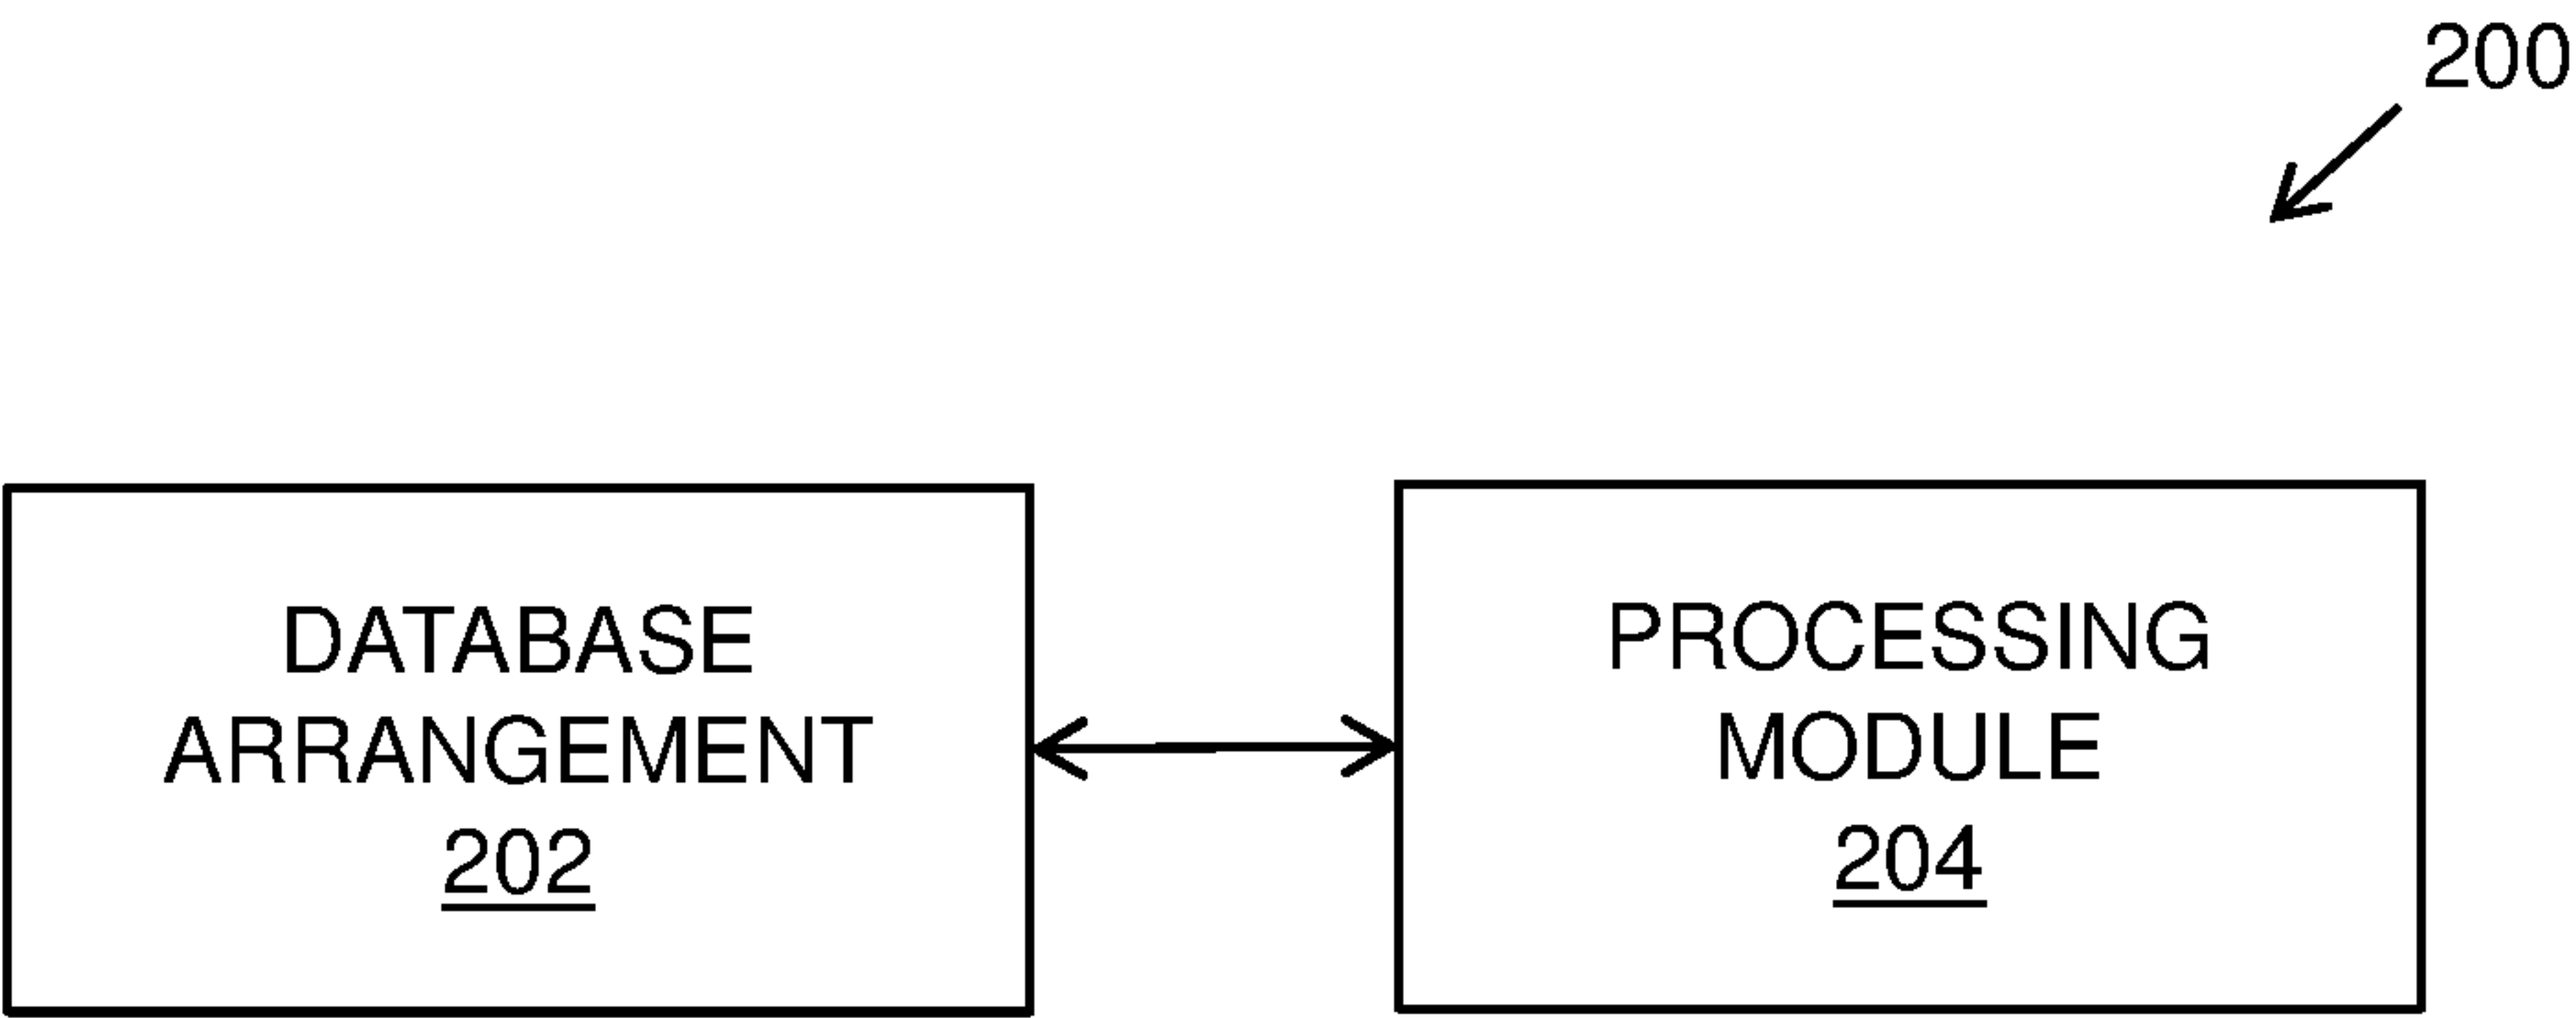 200
DATABASE
ARRANGEMENT
202
PROCESSING
MODULE
204